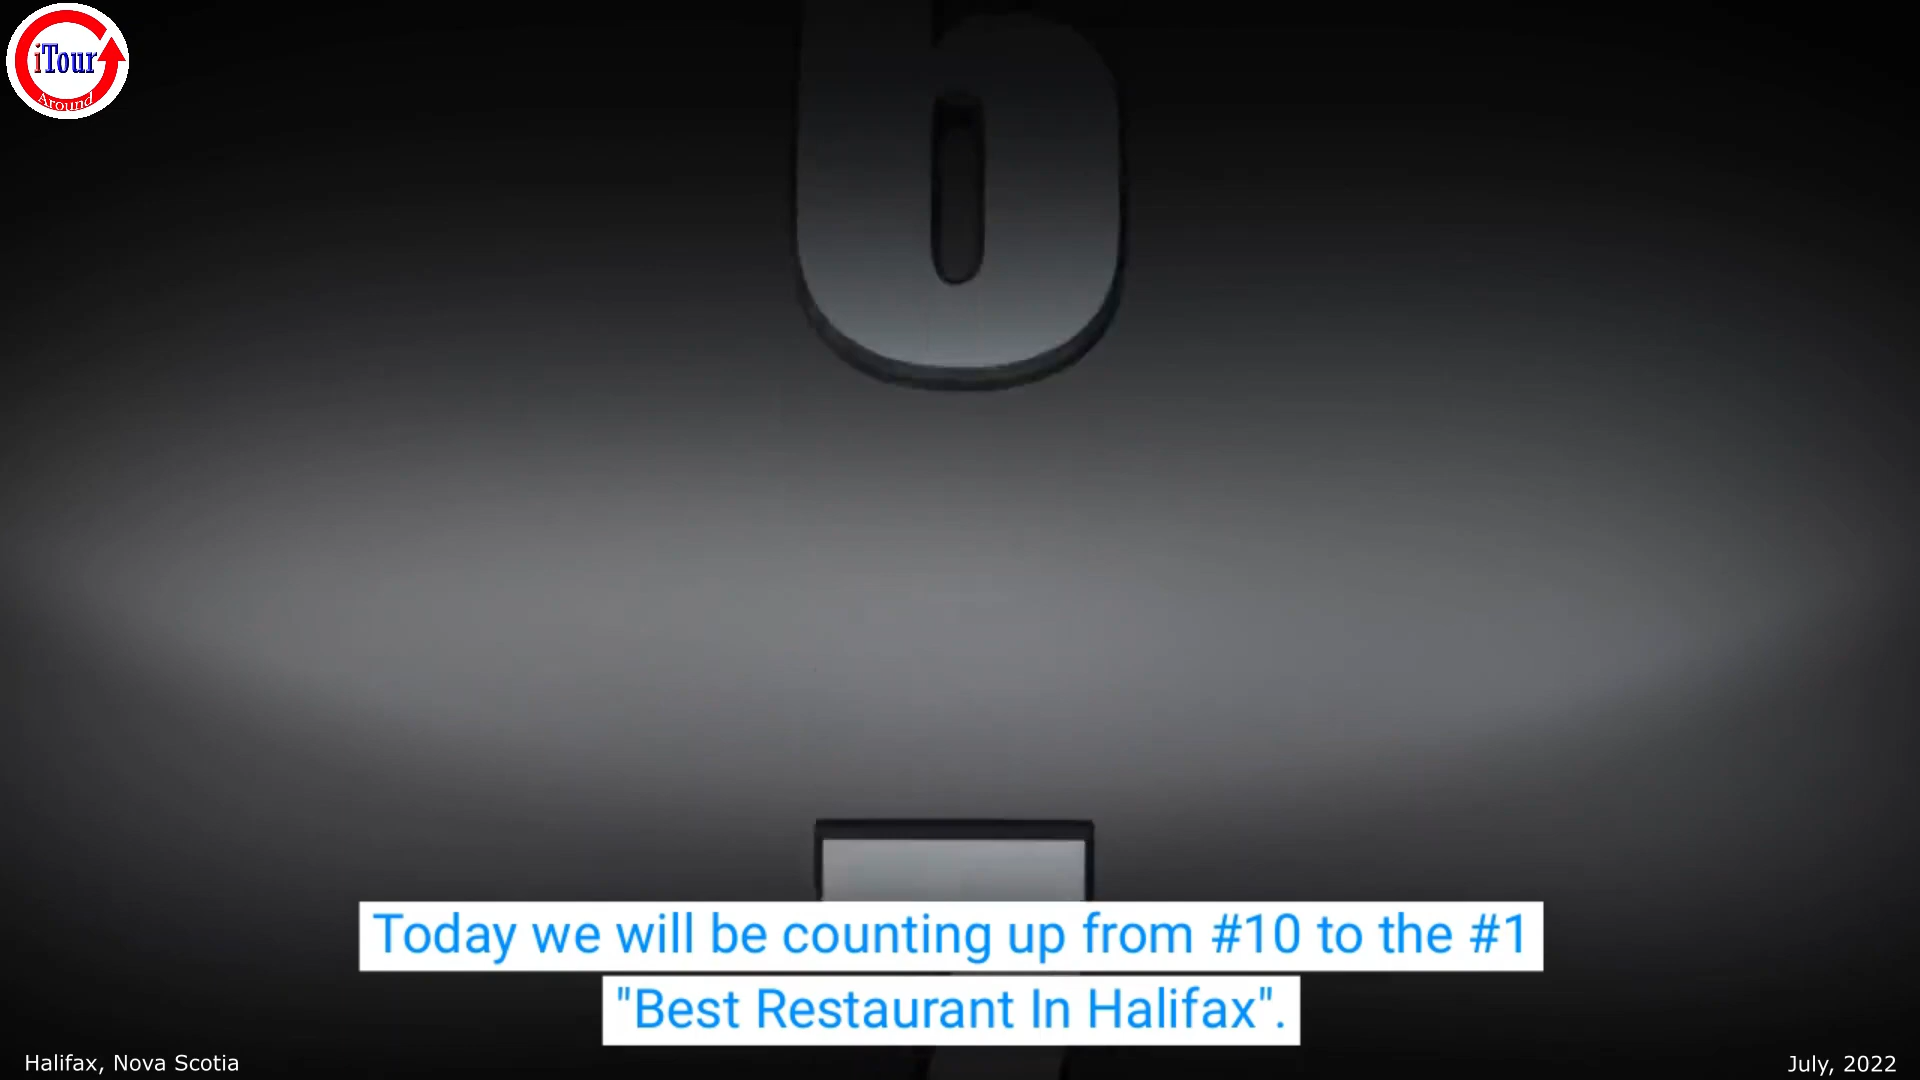 iTour
Around
6
Today we will be counting up from #10 to the #1
"Best Restaurant In Halifax".
Halifax, Nova Scotia
July, 2022